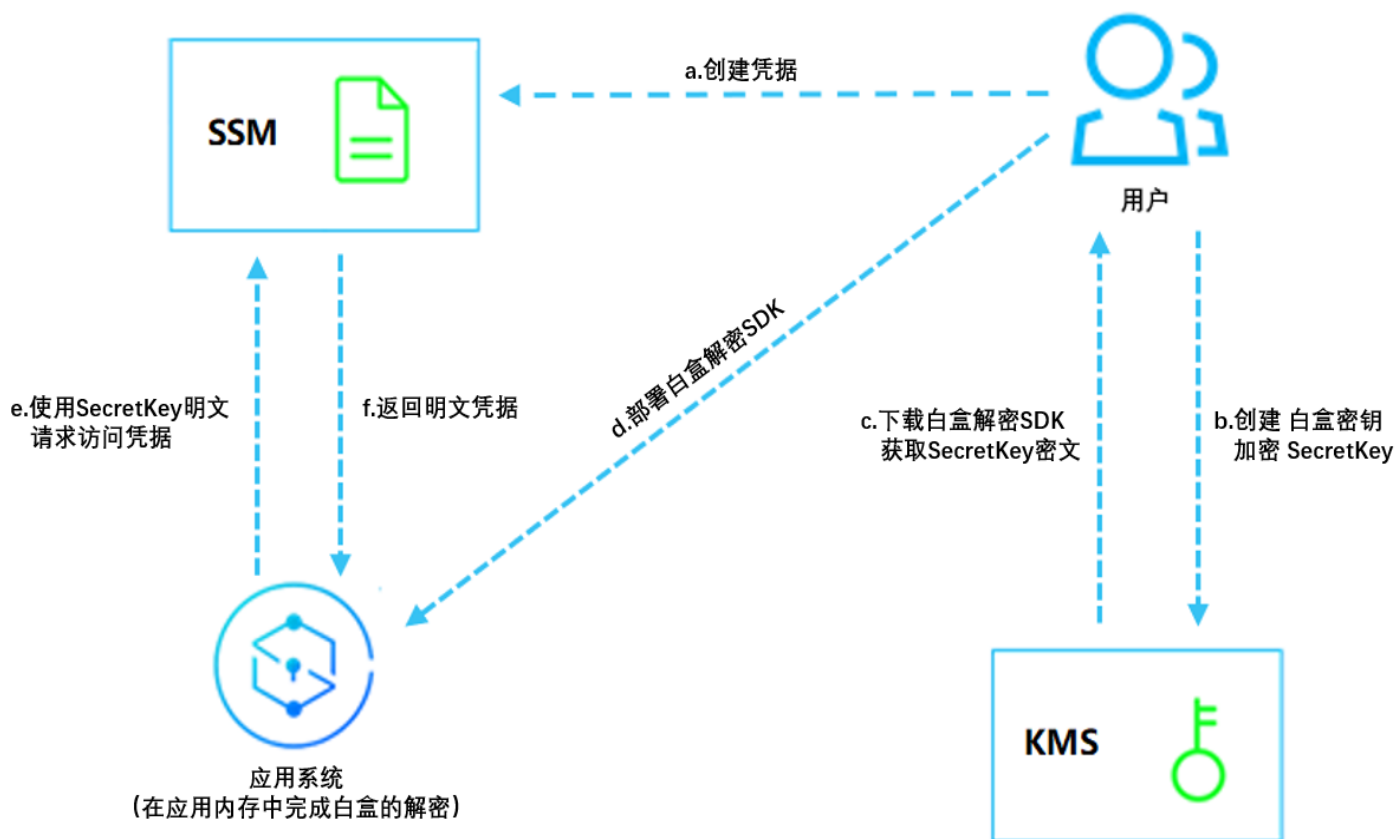 a.创建凭据
SSM
用户
d.部署白盒解密SDK
e.使用SecretKey明文
请求访问凭据
f.返回明文凭据
c.下载白盒解密SDK
获取SecretKey密文
b.创建 白盒密钥
加密 SecretKey
KMS
应用系统
(在应用内存中完成白盒的解密)